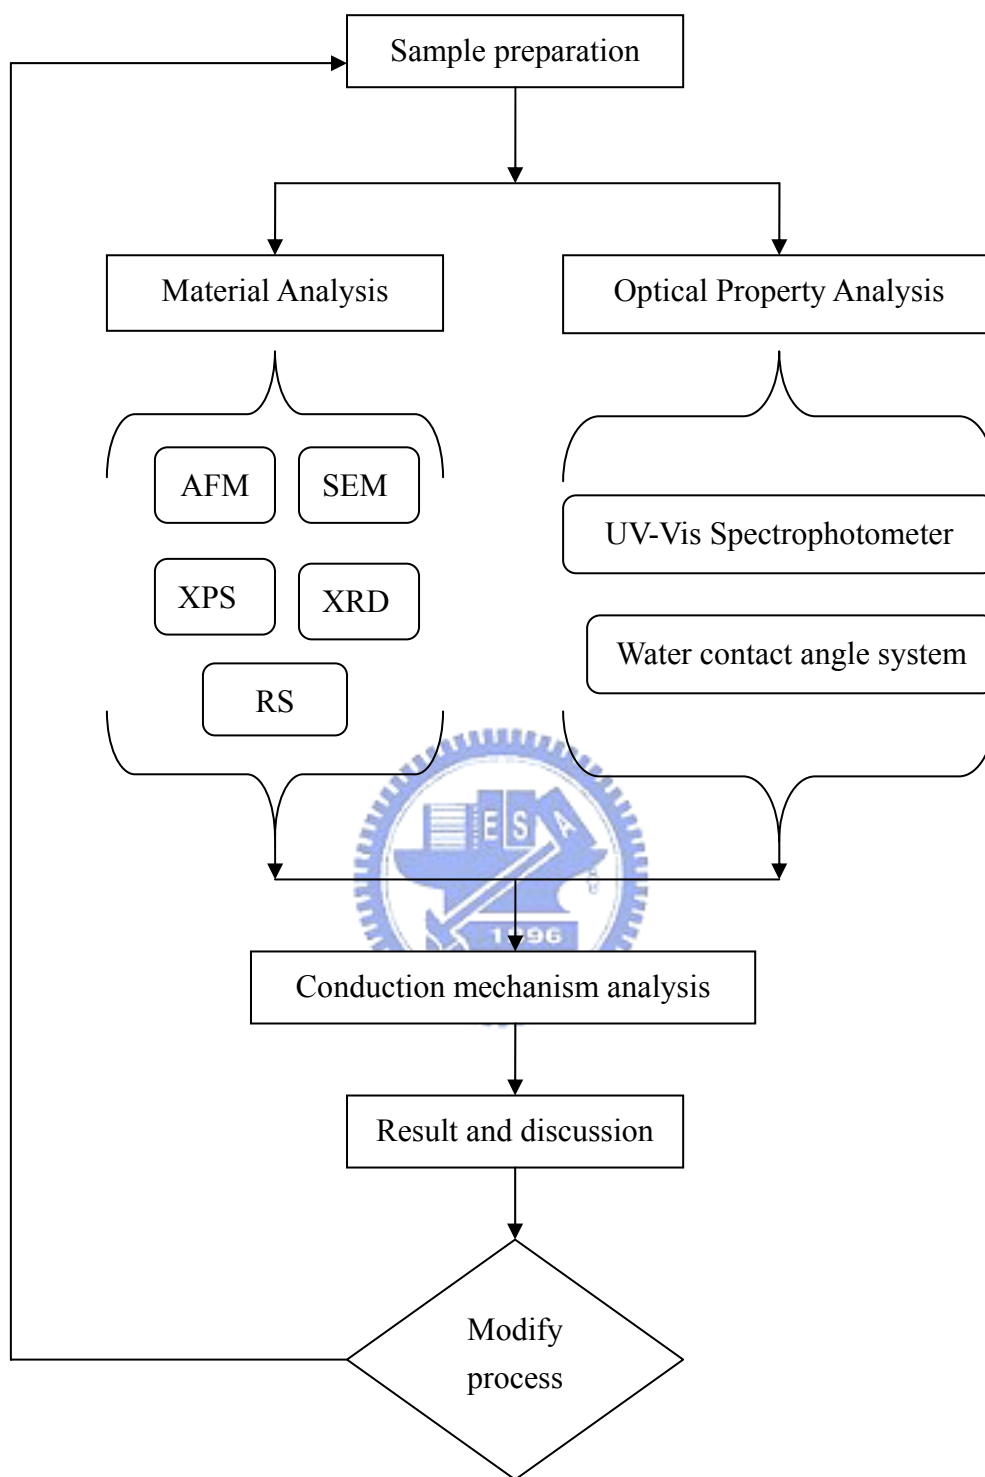 Sample preparation
Material Analysis
Optical Property Analysis
AFM
SEM
XPS
XRD
RS
UV-Vis Spectrophotometer
Water contact angle system
E S A
1896
Conduction mechanism analysis
Result and discussion
Modify
process